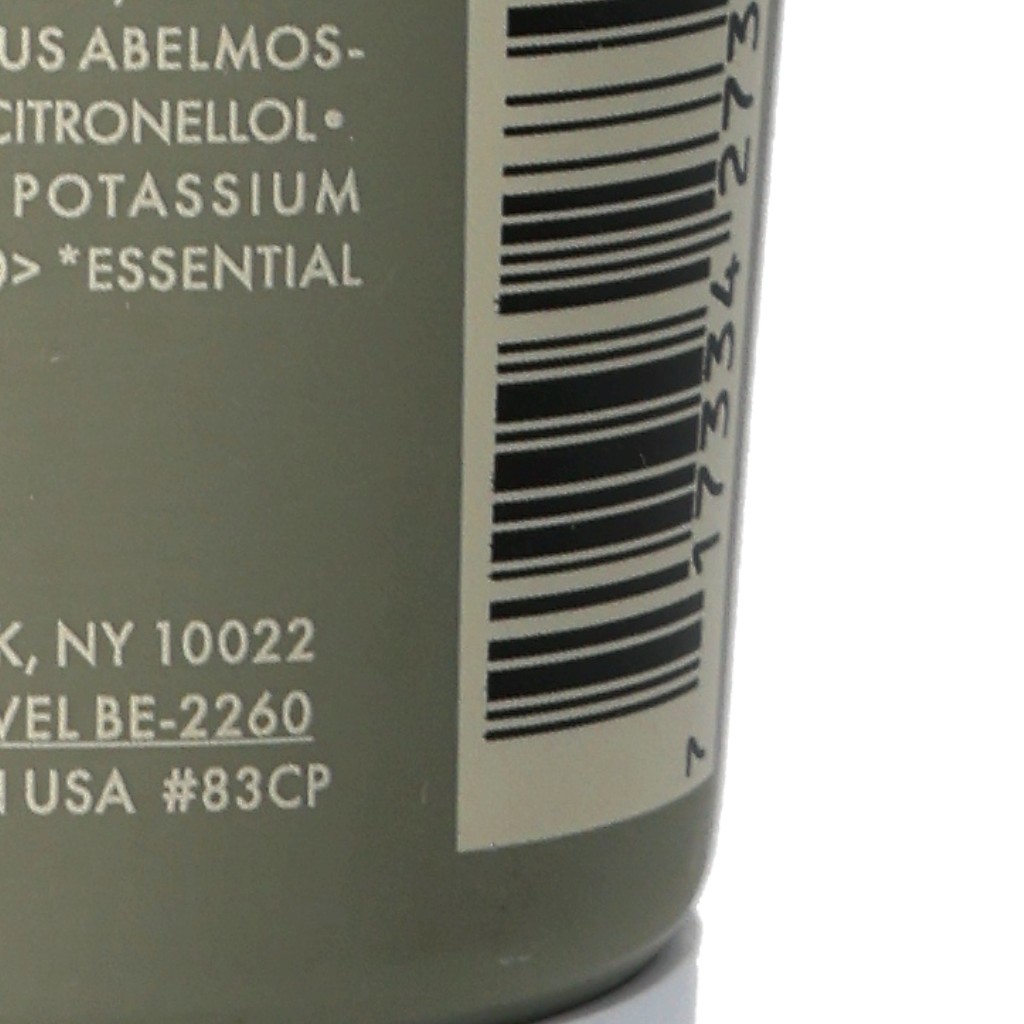 US ABELMOS-
CITRONELLOL•
POTASSIUM
)> *ESSENTIAL
K, NY 10022
VEL BE-2260
N USA #83CP
7 17334 273